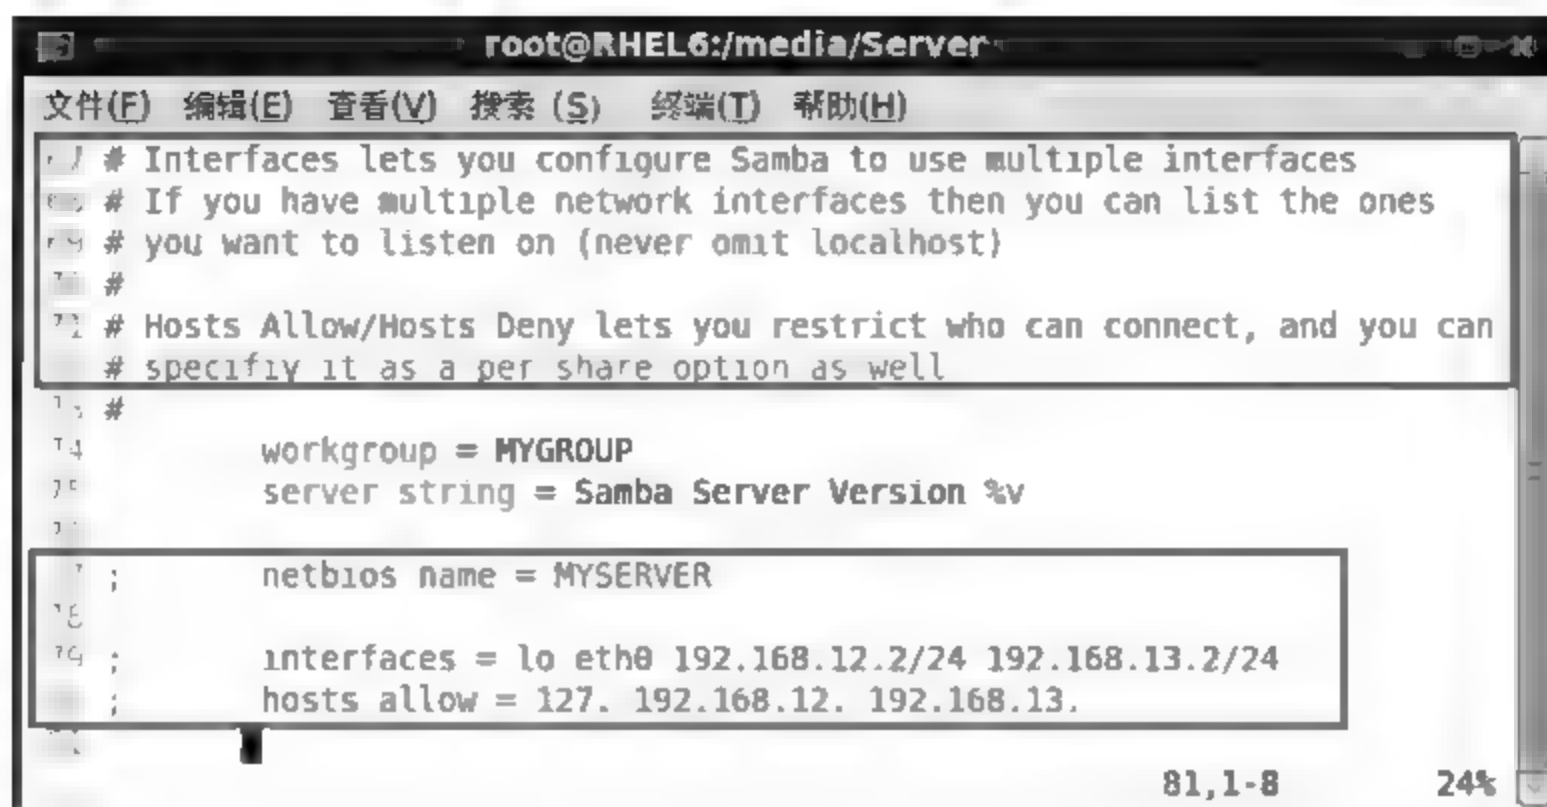 root@RHEL6:/media/Server
文件(F) 编辑(E) 查看(V) 搜索 (S) 终端(T) 帮助(H)
# Interfaces lets you configure Samba to use multiple interfaces
# If you have multiple network interfaces then you can list the ones
# you want to listen on (never omit localhost)
#
# Hosts Allow/Hosts Deny lets you restrict who can connect, and you can
# specifiy it as a per share option as well
#
74 workgroup = MYGROUP
75 server string = Samba Server Version %v
; netbios name = MYSERVER
78
79 ; interfaces = lo eth0 192.168.12.2/24 192.168.13.2/24
; hosts allow = 127. 192.168.12. 192.168.13.
81,1-8 24%